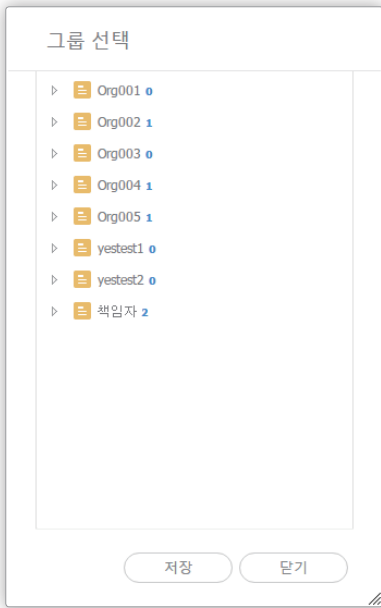 그룹 선택
Org001 0
Org002 1
Org003 0
Org004 1
Org005 1
yestest1 0
yestest2 0
책임자 2
저장 닫기